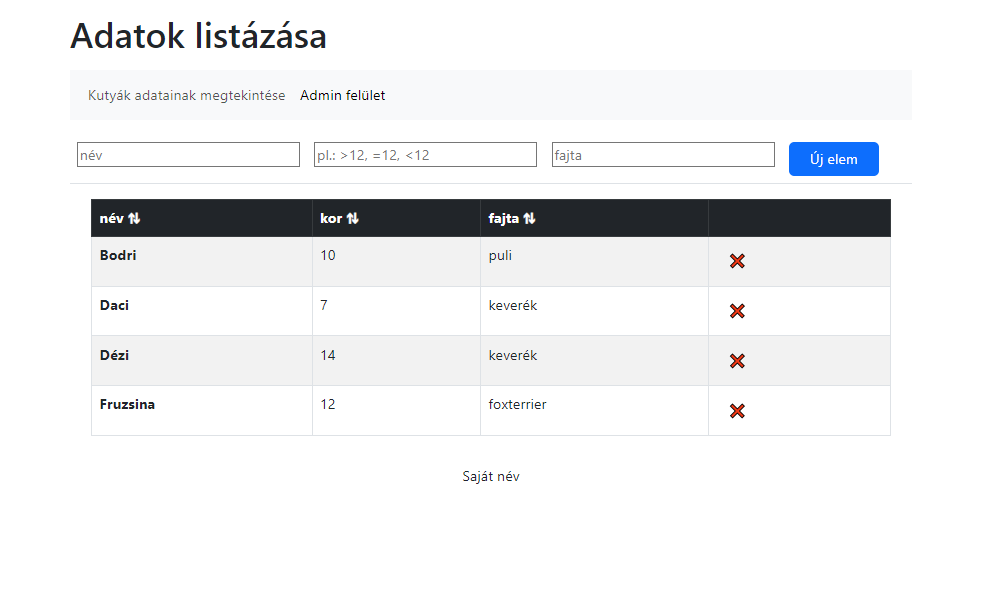 Adatok listázása
Kutyák adatainak megtekintése Admin felület
név pl.: >12, =12, <12 fajta Új elem
név ⇅ kor ⇅ fajta ⇅
Bodri 10 puli
Daci 7 keverék
Dézi 14 keverék
Fruzsina 12 foxterrier
Saját név